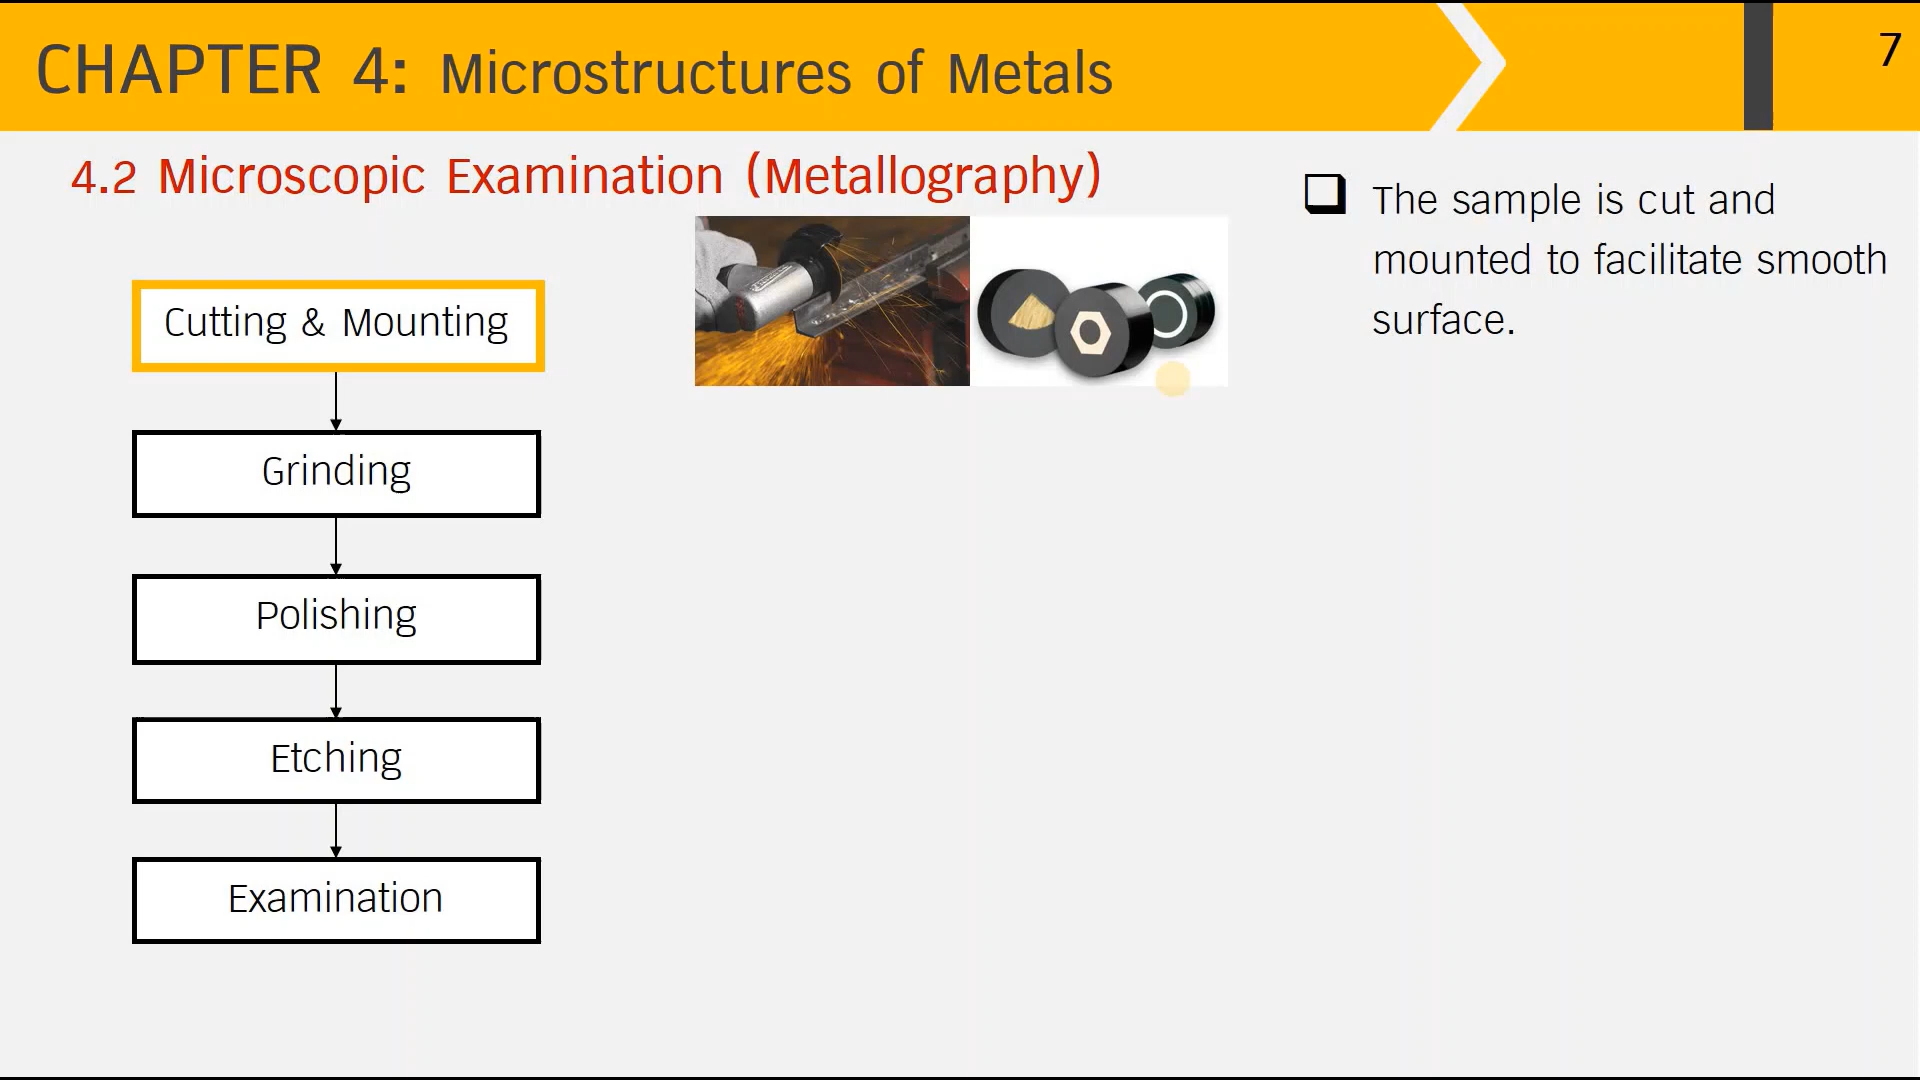 CHAPTER 4: Microstructures of Metals
7
4.2 Microscopic Examination (Metallography)
The sample is cut and
mounted to facilitate smooth
surface.
Cutting & Mounting
Grinding
Polishing
Etching
Examination